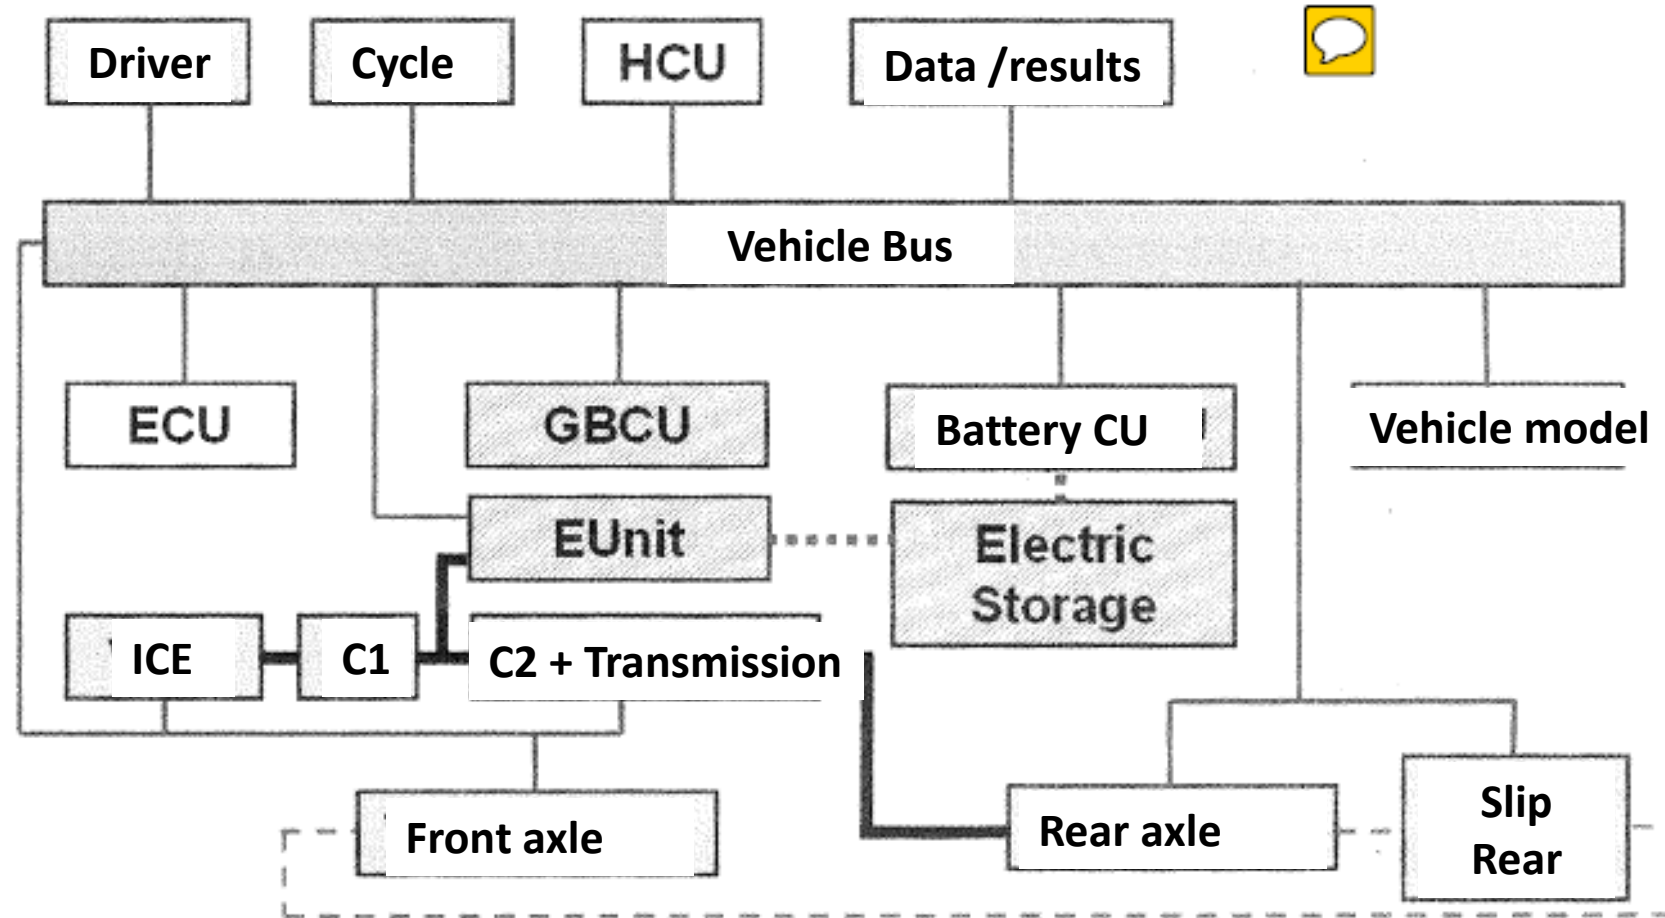 Driver
Cycle
HCU
Data /results
Vehicle Bus
ECU
GBCU
Battery CU
Vehicle model
EUnit
Electric
Storage
ICE
C1
C2 + Transmission
Front axle
Rear axle
Slip
Rear